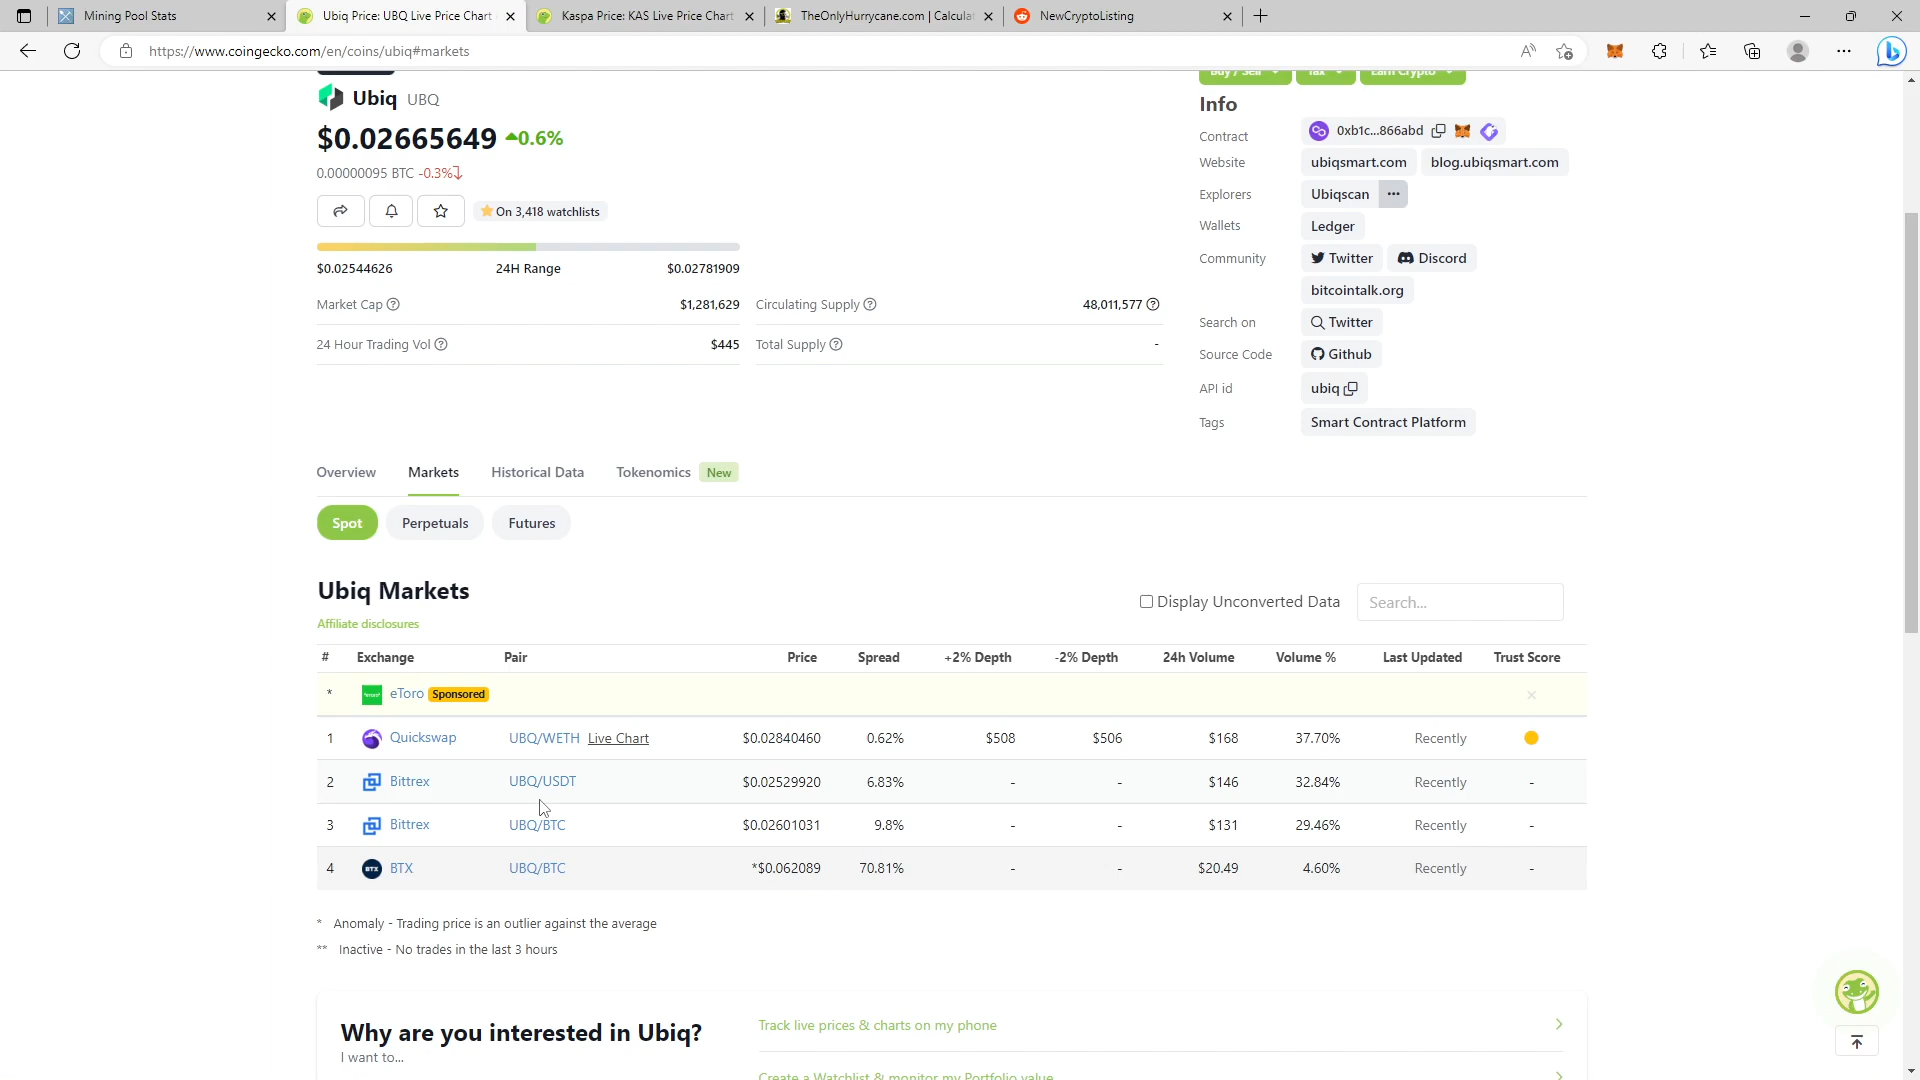 Mining Pool Stats
Ubiq Price: UBQ Live Price Chart
Kaspa Price: KAS Live Price Chart
TheOnlyHurrycane.com | Calculat
NewCryptoListing
https://www.coingecko.com/en/coins/ubiq#markets
Buy / Sell
Tax
Earn Crypto
Ubiq UBQ
$0.02665649 0.6%
0.00000095 BTC -0.3%
On 3,418 watchlists
$0.02544626 24H Range $0.02781909
Market Cap $1,281,629 Circulating Supply 48,011,577
24 Hour Trading Vol $445 Total Supply -
Info
Contract 0xb1c...866abd
Website ubiqsmart.com blog.ubiqsmart.com
Explorers Ubiqscan
Wallets Ledger
Community Twitter Discord
bitcointalk.org
Search on Twitter
Source Code Github
API id ubiq
Tags Smart Contract Platform
Overview Markets Historical Data Tokenomics New
Spot Perpetuals Futures
Ubiq Markets
Affiliate disclosures
Display Unconverted Data Search...
# Exchange Pair Price Spread +2% Depth -2% Depth 24h Volume Volume % Last Updated Trust Score
* eToro Sponsored
1 Quickswap UBQ/WETH Live Chart $0.02840460 0.62% $508 $506 $168 37.70% Recently
2 Bittrex UBQ/USDT $0.02529920 6.83% - - $146 32.84% Recently -
3 Bittrex UBQ/BTC $0.02601031 9.8% - - $131 29.46% Recently -
4 BTX UBQ/BTC *$0.062089 70.81% - - $20.49 4.60% Recently -
* Anomaly - Trading price is an outlier against the average
** Inactive - No trades in the last 3 hours
Why are you interested in Ubiq?
I want to...
Track live prices & charts on my phone
Create a Watchlist & monitor my Portfolio value